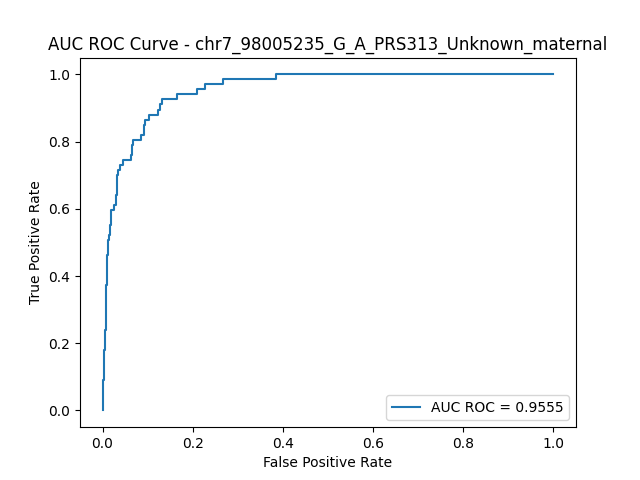 AUC ROC Curve - chr7_98005235_G_A_PRS313_Unknown_maternal
1.0
0.8
0.6
0.4
0.2
0.0
True Positive Rate
AUC ROC = 0.9555
0.0 0.2 0.4 0.6 0.8 1.0
False Positive Rate